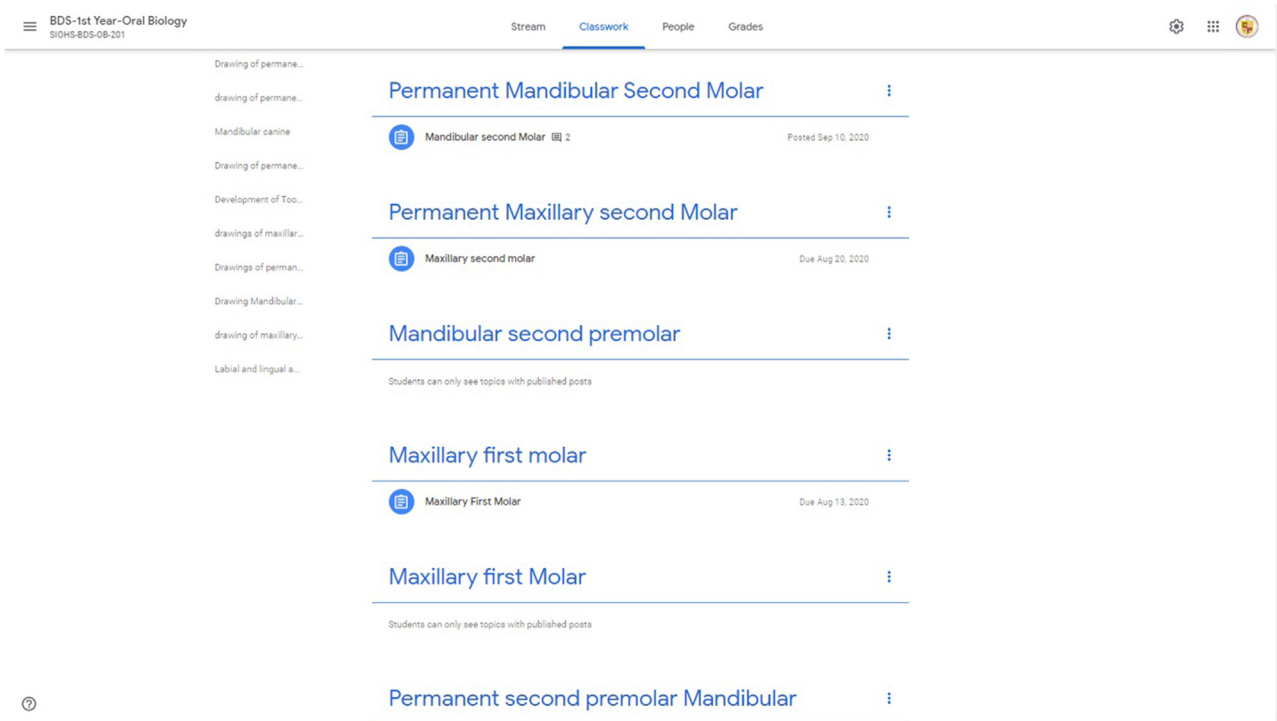 BDS-1st Year-Oral Biology
SIOHS-BDS-OB-201
Stream Classwork People Grades
Drawing of permane...
drawing of permane...
Mandibular canine
Drawing of permane...
Development of Too...
drawings of maxillar...
Drawings of perman...
Drawing Mandibular...
drawing of maxillary...
Labial and lingual a...
Permanent Mandibular Second Molar
Mandibular second Molar 2 Posted Sep 10, 2020
Permanent Maxillary second Molar
Maxillary second molar Due Aug 20, 2020
Mandibular second premolar
Students can only see topics with published posts
Maxillary first molar
Maxillary First Molar Due Aug 13, 2020
Maxillary first Molar
Students can only see topics with published posts
Permanent second premolar Mandibular